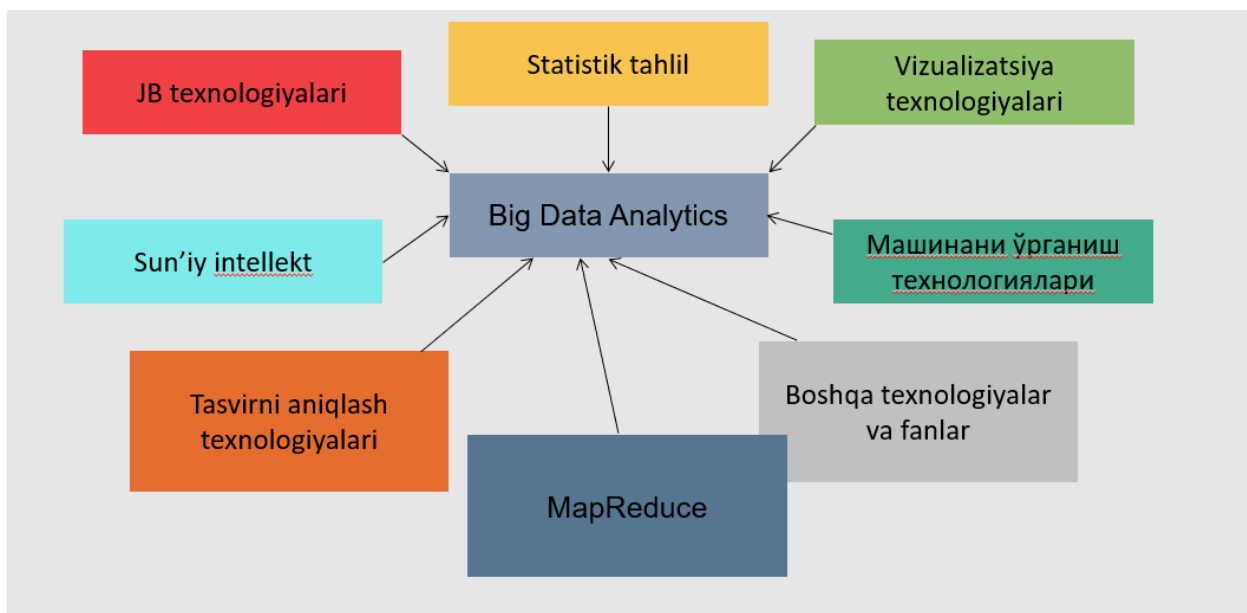 JB texnologiyalari
Statistik tahlil
Vizualizatsiya
texnologiyalari
Big Data Analytics
Sun’iy intellekt
Машинани ўрганиш
технологиялари
Tasvirni aniqlash
texnologiyalari
Boshqa texnologiyalar
va fanlar
MapReduce